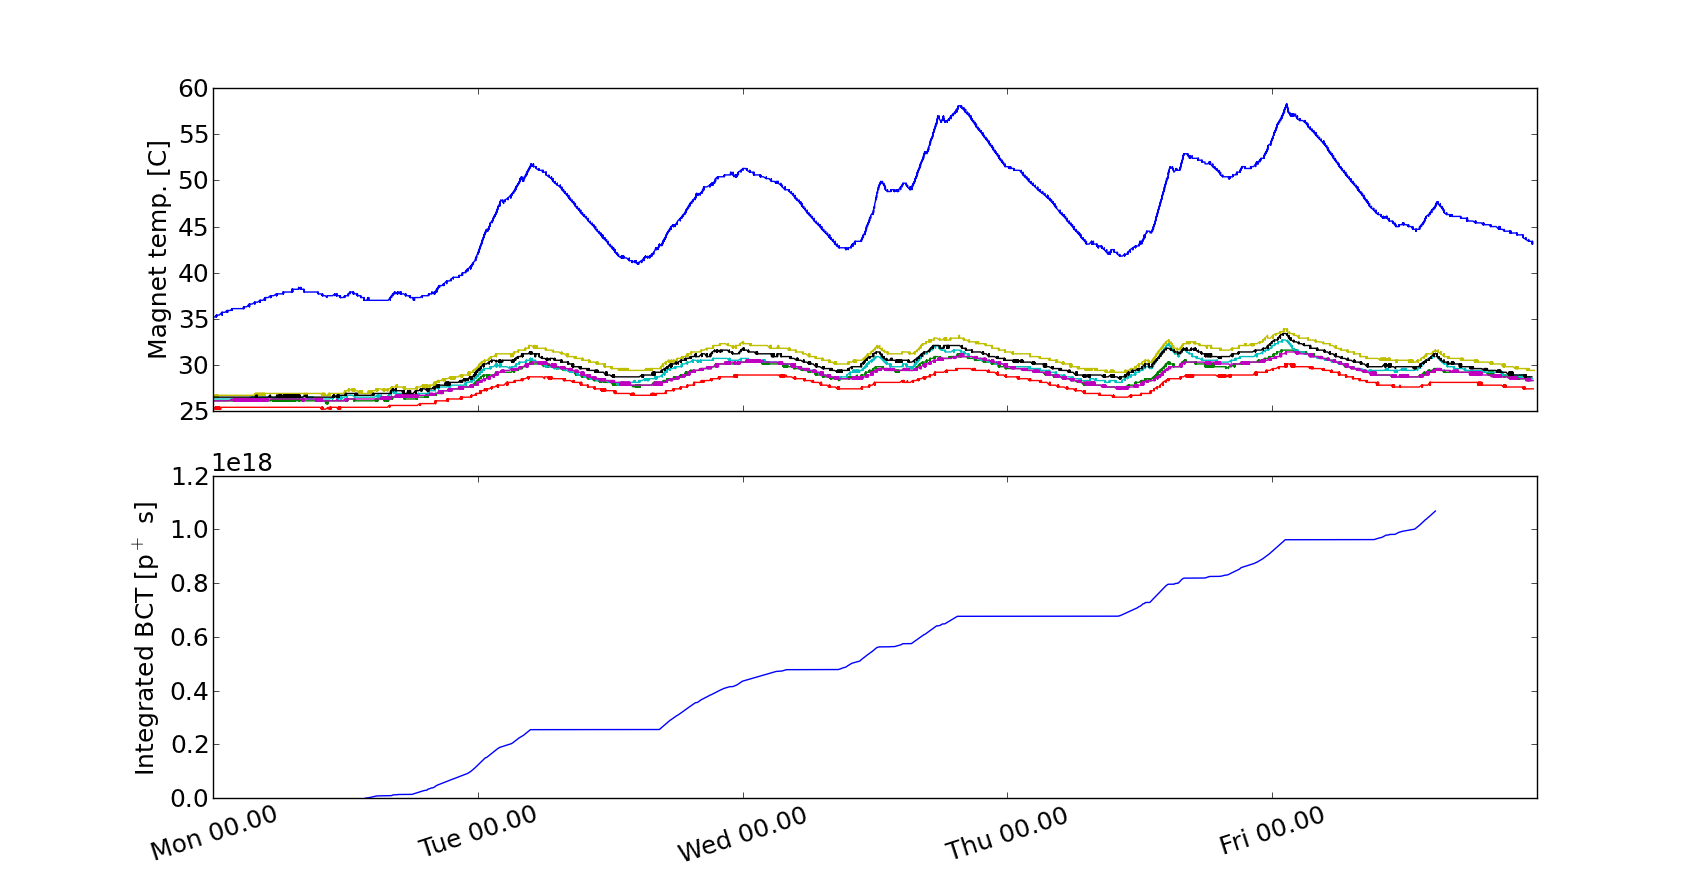 Magnet temp. [C]
60
55
50
45
40
35
30
25
1e18
Integrated BCT [p⁺ s]
1.2
1.0
0.8
0.6
0.4
0.2
0.0
Mon 00.00
Tue 00.00
Wed 00.00
Thu 00.00
Fri 00.00